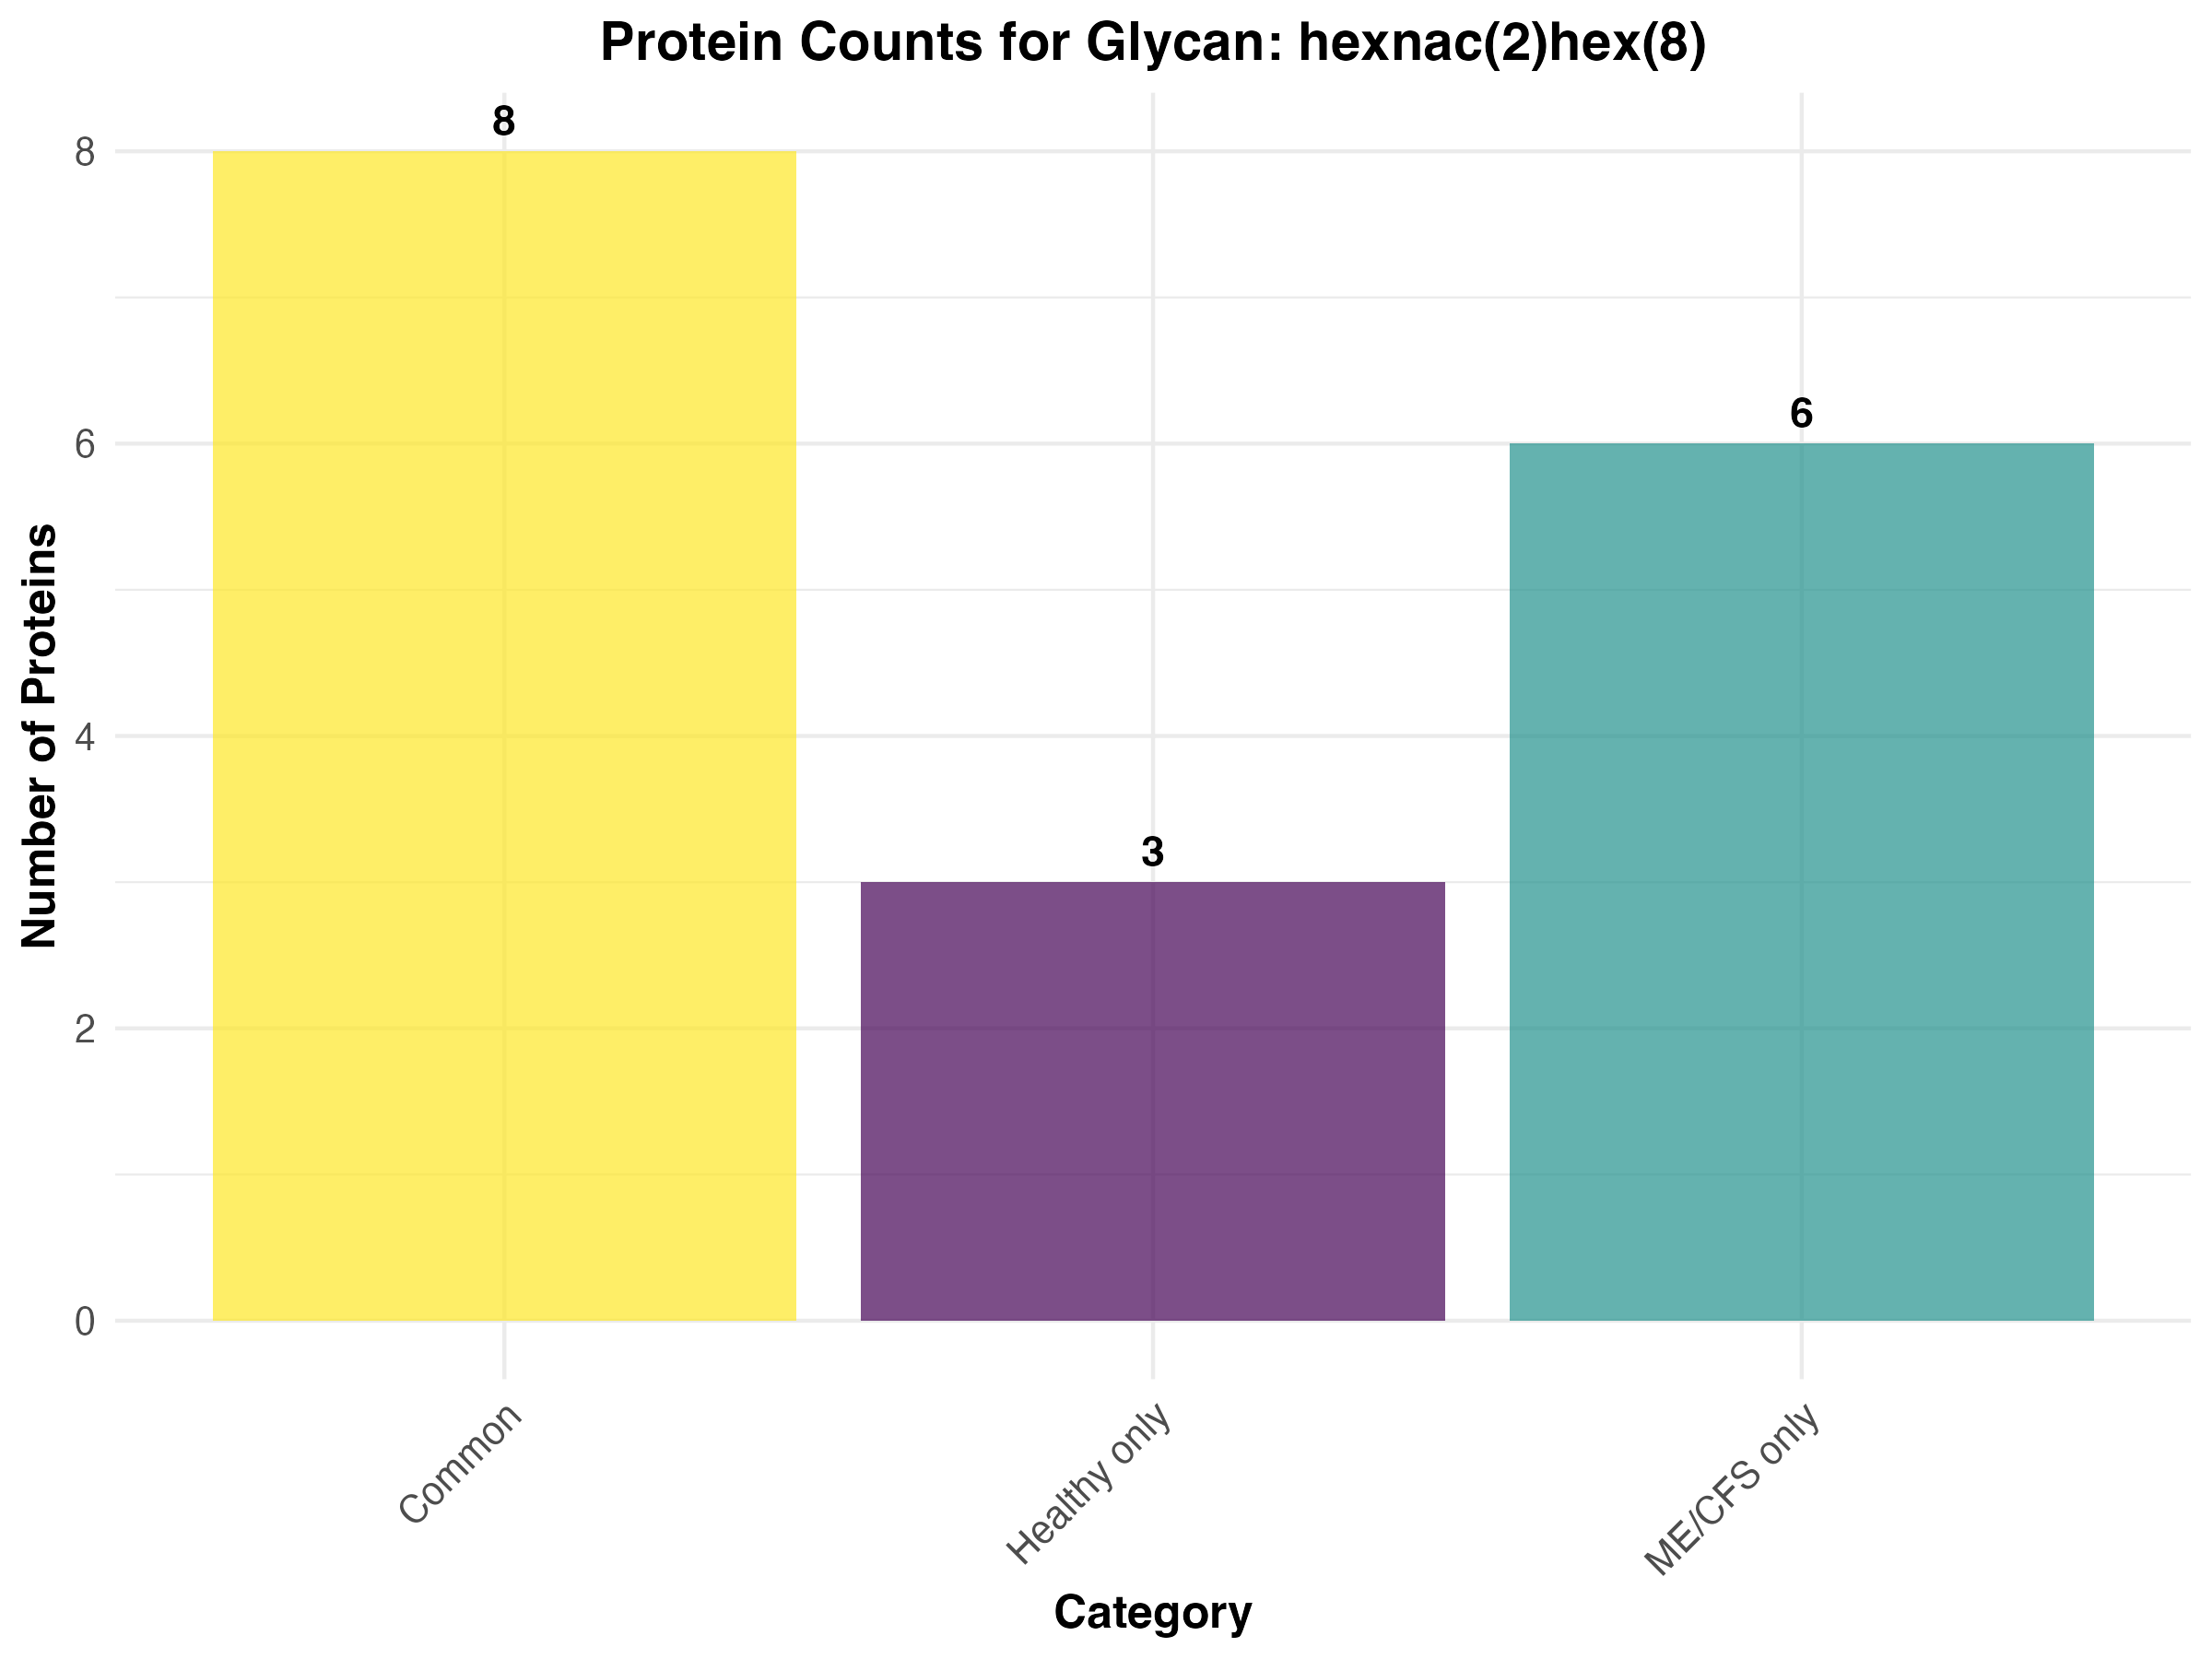 Protein Counts for Glycan: hexnac(2)hex(8)
8
8
6
6
4
3
2
0
Number of Proteins
Common
Healthy only
ME/CFS only
Category